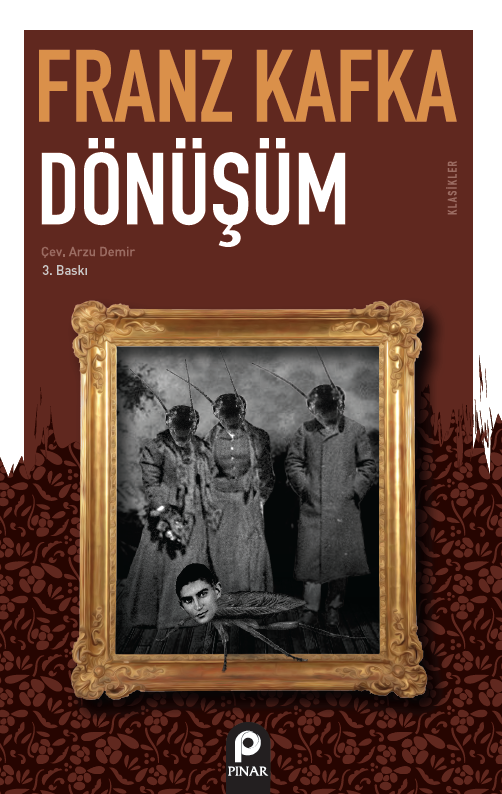 FRANZ KAFKA
DÖNÜŞÜM
KLASİKLER
Çev, Arzu Demir
3. Baskı
p
PINAR